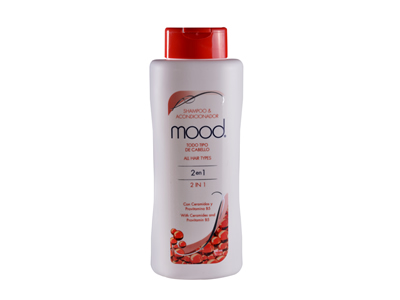 SHAMPOO &
ACONDICIONADOR
mood
TODO TIPO
DE CABELLO
ALL HAIR TYPES
2 en 1
2 IN 1
Con Ceramidas y
Provitamina B5
With Ceramides and
Provitamin B5